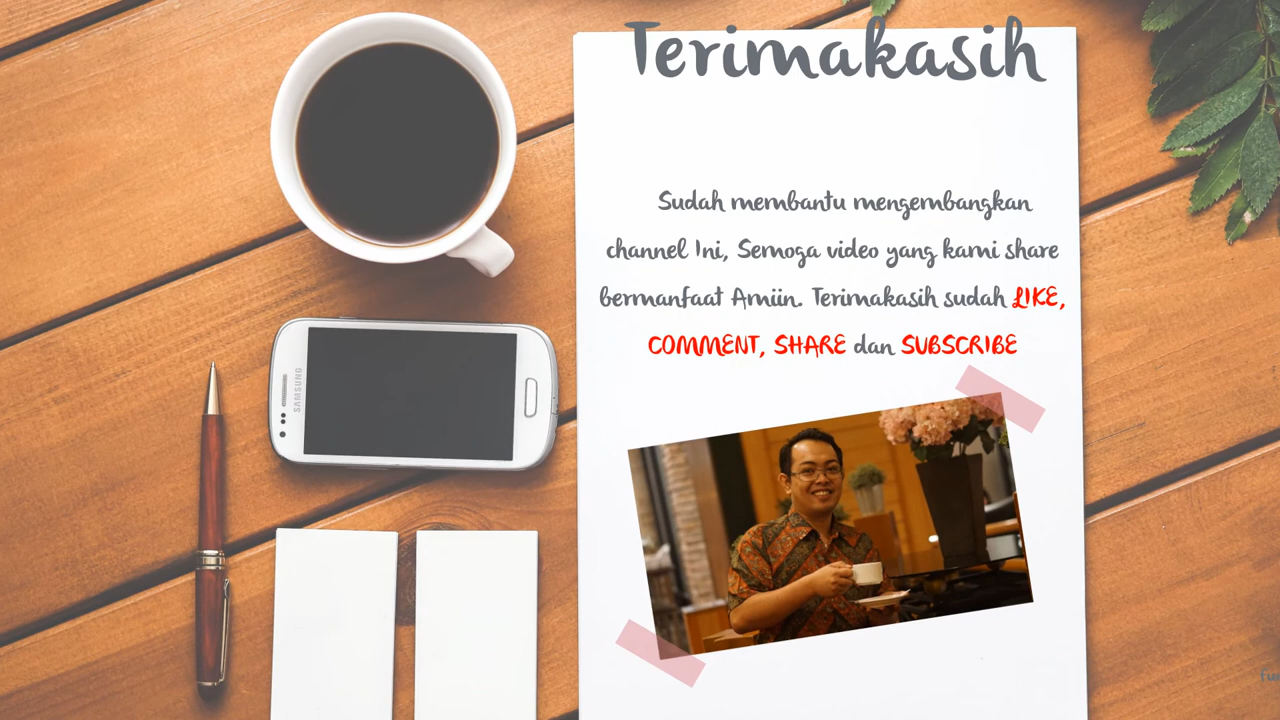 Terimakasih
Sudah membantu mengembangkan
channel Ini, Semoga video yang kami share
bermanfaat Amiin. Terimakasih sudah LIKE,
COMMENT, SHARE dan SUBSCRIBE
SAMSUNG